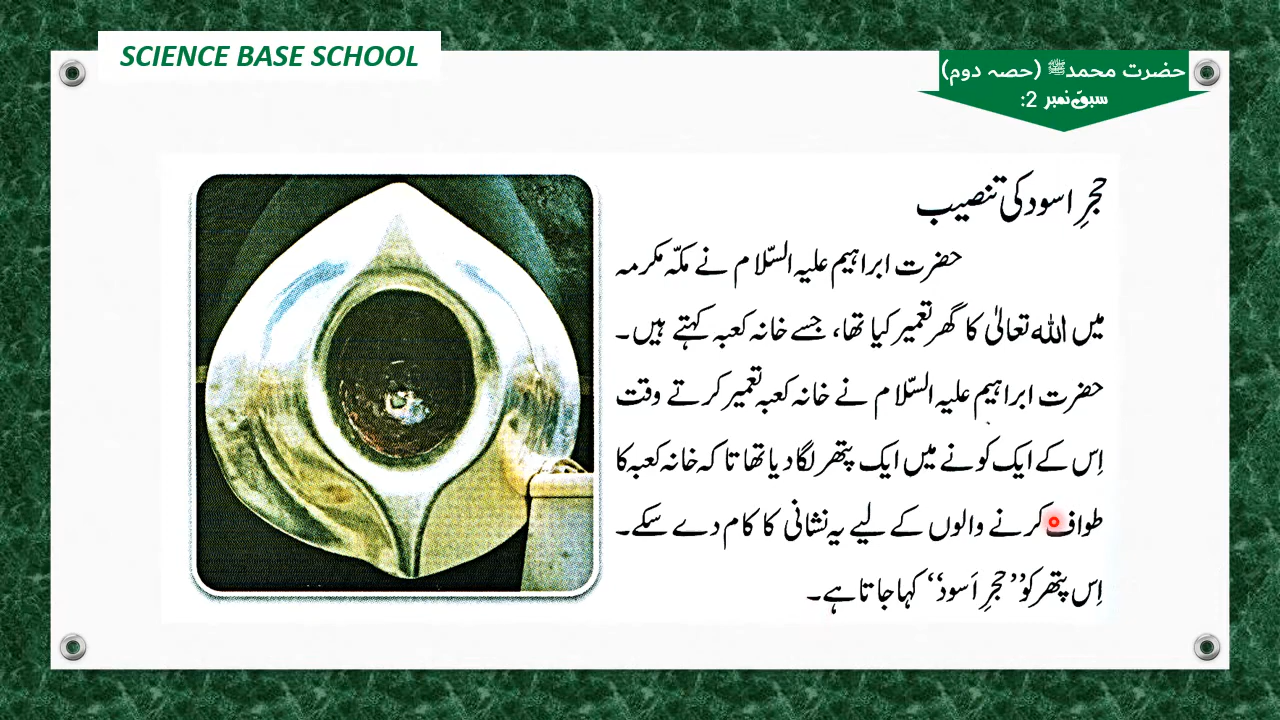 SCIENCE BASE SCHOOL
حضرت محمدﷺ (حصہ دوم)
سبق نمبر 2:
حجرِ اسود کی تنصیب
حضرت ابراہیم علیہ السّلام نے مکّہ مکرمہ
میں اللہ تعالیٰ کا گھر تعمیر کیا تھا، جسے خانہ کعبہ کہتے ہیں۔
حضرت ابراہیم علیہ السّلام نے خانہ کعبہ تعمیر کرتے وقت
اِس کے ایک کونے میں ایک پتھر لگا دیا تھا تا کہ خانہ کعبہ کا
طواف کرنے والوں کے لیے یہ نشانی کا کام دے سکے۔
اِس پتھر کو ”حجرِ اَسود“ کہا جاتا ہے۔